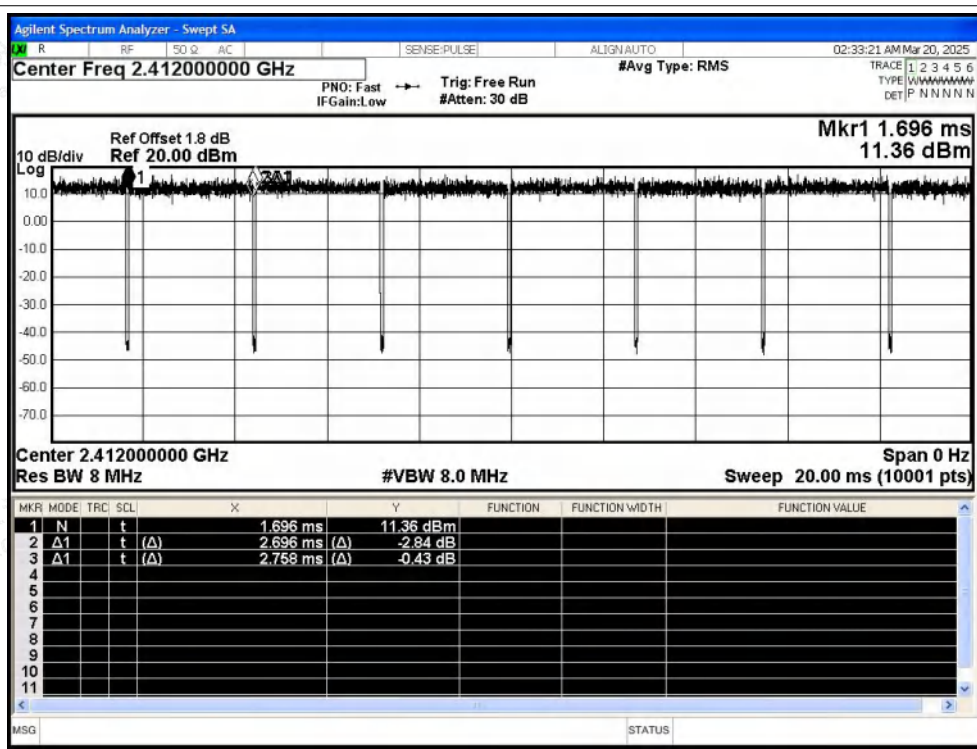 Agilent Spectrum Analyzer - Swept SA
LXI R RF 50 Ω AC SENSE:PULSE ALIGN AUTO 02:33:21 AM Mar 20, 2025
Center Freq 2.412000000 GHz
PNO: Fast
IFGain:Low
Trig: Free Run
#Atten: 30 dB
#Avg Type: RMS
TRACE 1 2 3 4 5 6
TYPE
DET P N N N N N
Ref Offset 1.8 dB
10 dB/div Ref 20.00 dBm
Log
Mkr1 1.696 ms
11.36 dBm
1
3Δ1
10.0
0.00
-10.0
-20.0
-30.0
-40.0
-50.0
-60.0
-70.0
Center 2.412000000 GHz Span 0 Hz
Res BW 8 MHz #VBW 8.0 MHz Sweep 20.00 ms (10001 pts)
MKR MODE TRC SCL X Y FUNCTION FUNCTION WIDTH FUNCTION VALUE
1 N t 1.696 ms 11.36 dBm
2 Δ1 t (Δ) 2.696 ms (Δ) -2.84 dB
3 Δ1 t (Δ) 2.758 ms (Δ) -0.43 dB
4
5
6
7
8
9
10
11
MSG STATUS